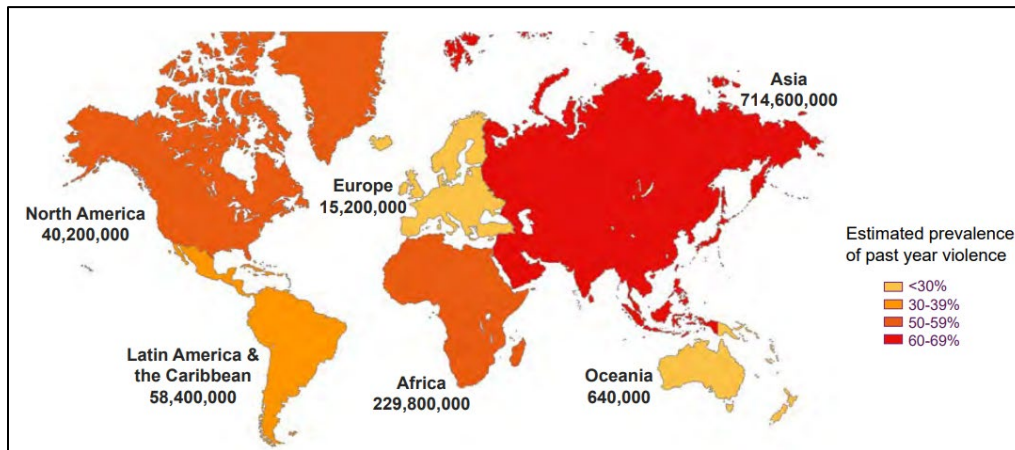 Asia
714,600,000
Europe
15,200,000
North America
40,200,000
Estimated prevalence
of past year violence
<30%
30-39%
50-59%
60-69%
Latin America &
the Caribbean
58,400,000
Africa
229,800,000
Oceania
640,000